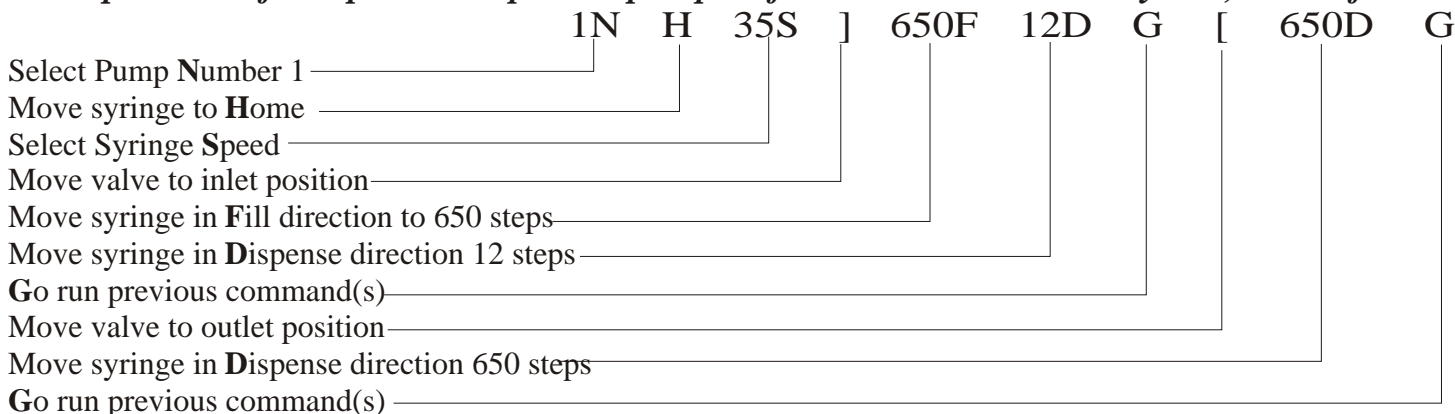 1N H 35S ] 650F 12D G [ 650D G
Select Pump Number 1
Move syringe to Home
Select Syringe Speed
Move valve to inlet position
Move syringe in Fill direction to 650 steps
Move syringe in Dispense direction 12 steps
Go run previous command(s)
Move valve to outlet position
Move syringe in Dispense direction 650 steps
Go run previous command(s)